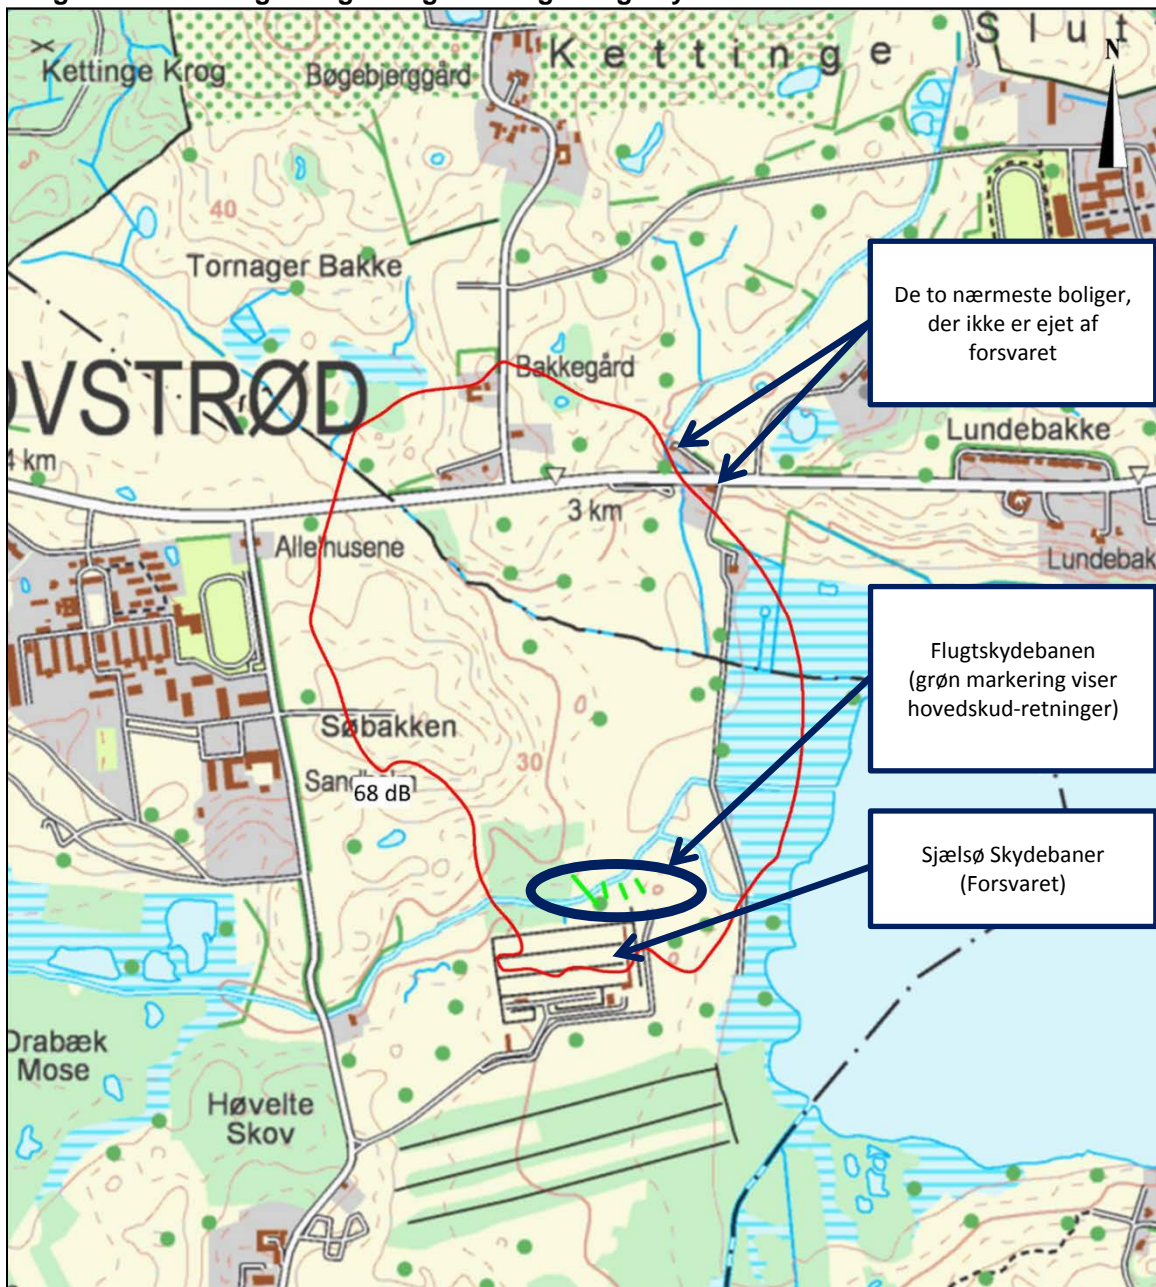 Kettinge
Slut
N
Kettinge Krog
Bøgebjerggård
40
Tornager Bakke
De to nærmeste boliger,
der ikke er ejet af
forsvaret
Bakkegård
OVSTRØD
Lundebakke
4 km
3 km
Allehusene
Lundebak
Flugtskydebanen
(grøn markering viser
hovedskud-retninger)
Søbakken
30
68 dB
Sjælsø Skydebaner
(Forsvaret)
Drabæk
Mose
Høvelte
Skov